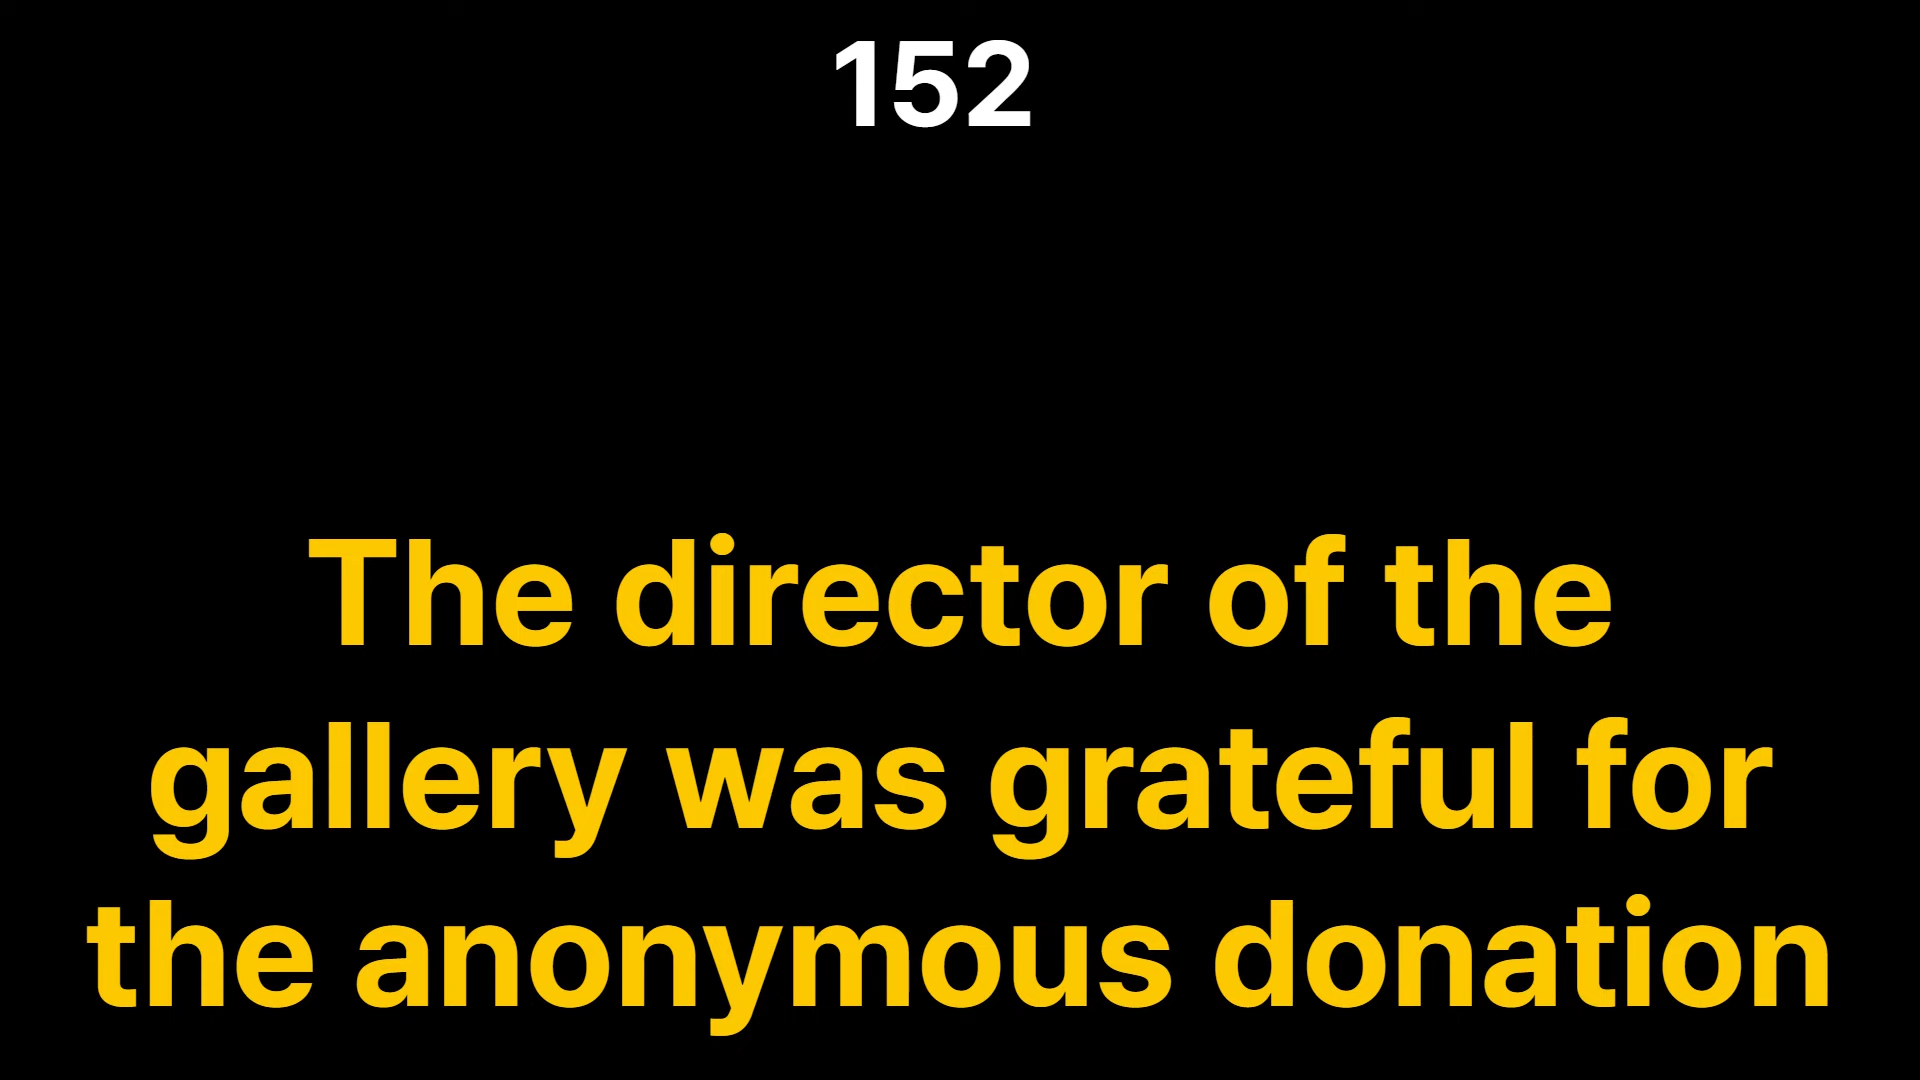 152
The director of the
gallery was grateful for
the anonymous donation